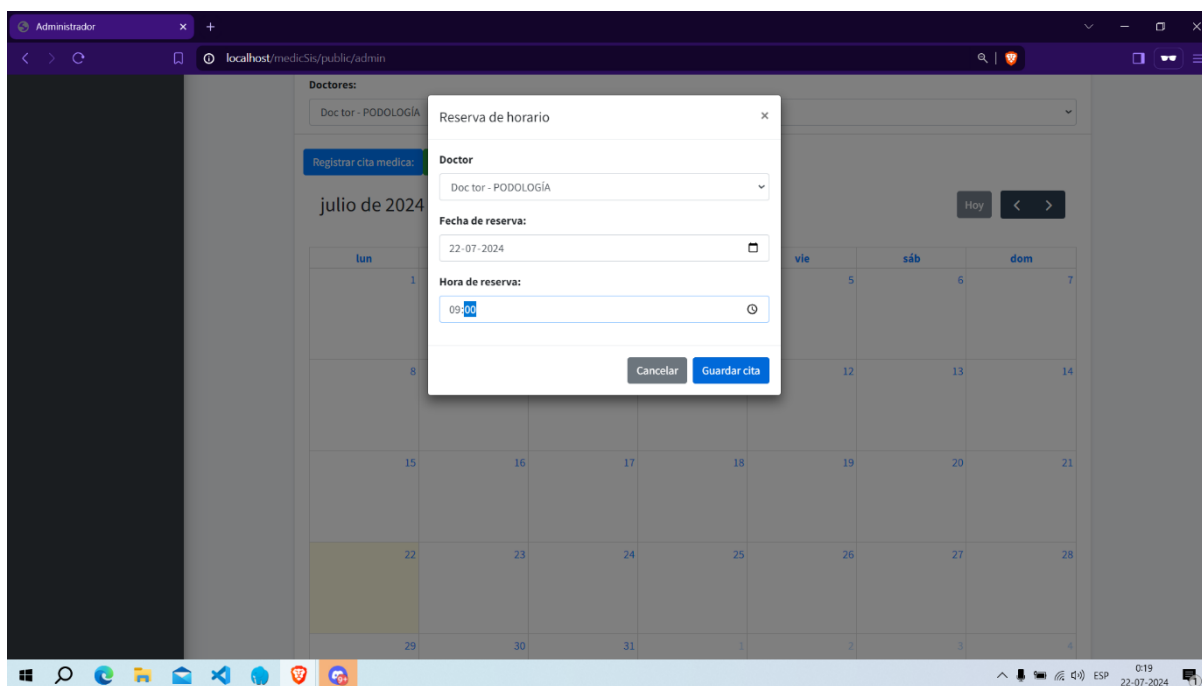 Administrador
localhost/medicSis/public/admin
Doctores:
Doc tor - PODOLOGÍA
Registrar cita medica:
julio de 2024
Hoy
Reserva de horario
Doctor
Doc tor - PODOLOGÍA
Fecha de reserva:
22-07-2024
Hora de reserva:
09:00
Cancelar Guardar cita
lun vie sáb dom
1 5 6 7
8 12 13 14
15 16 17 18 19 20 21
22 23 24 25 26 27 28
29 30 31 1 2 3 4
ESP
0:19
22-07-2024